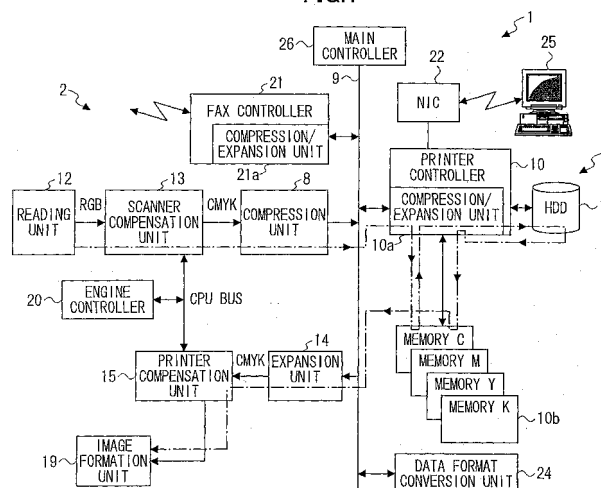 1
26
MAIN
CONTROLLER
9
22
25
2
21
FAX CONTROLLER
COMPRESSION/
EXPANSION UNIT
21a
NIC
PRINTER
CONTROLLER
10
COMPRESSION/
EXPANSION UNIT
10a
HDD
12
READING
UNIT
RGB
13
SCANNER
COMPENSATION
UNIT
CMYK
8
COMPRESSION
UNIT
20
ENGINE
CONTROLLER
CPU BUS
14
EXPANSION
UNIT
CMYK
15
PRINTER
COMPENSATION
UNIT
MEMORY C
MEMORY M
MEMORY Y
MEMORY K
10b
19
IMAGE
FORMATION
UNIT
DATA FORMAT
CONVERSION UNIT
24